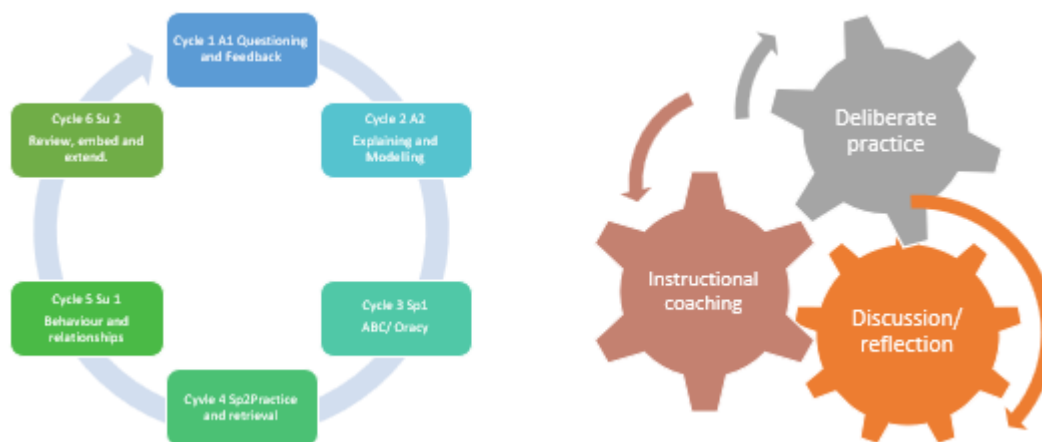 Cycle 1 A1 Questioning
and Feedback
Cycle 2 A2
Explaining and
Modelling
Cycle 3 Sp1
ABC/ Oracy
Cyvle 4 Sp2Practice
and retrieval
Cycle 5 Su 1
Behaviour and
relationships
Cycle 6 Su 2
Review, embed and
extend.
Deliberate
practice
Instructional
coaching
Discussion/
reflection